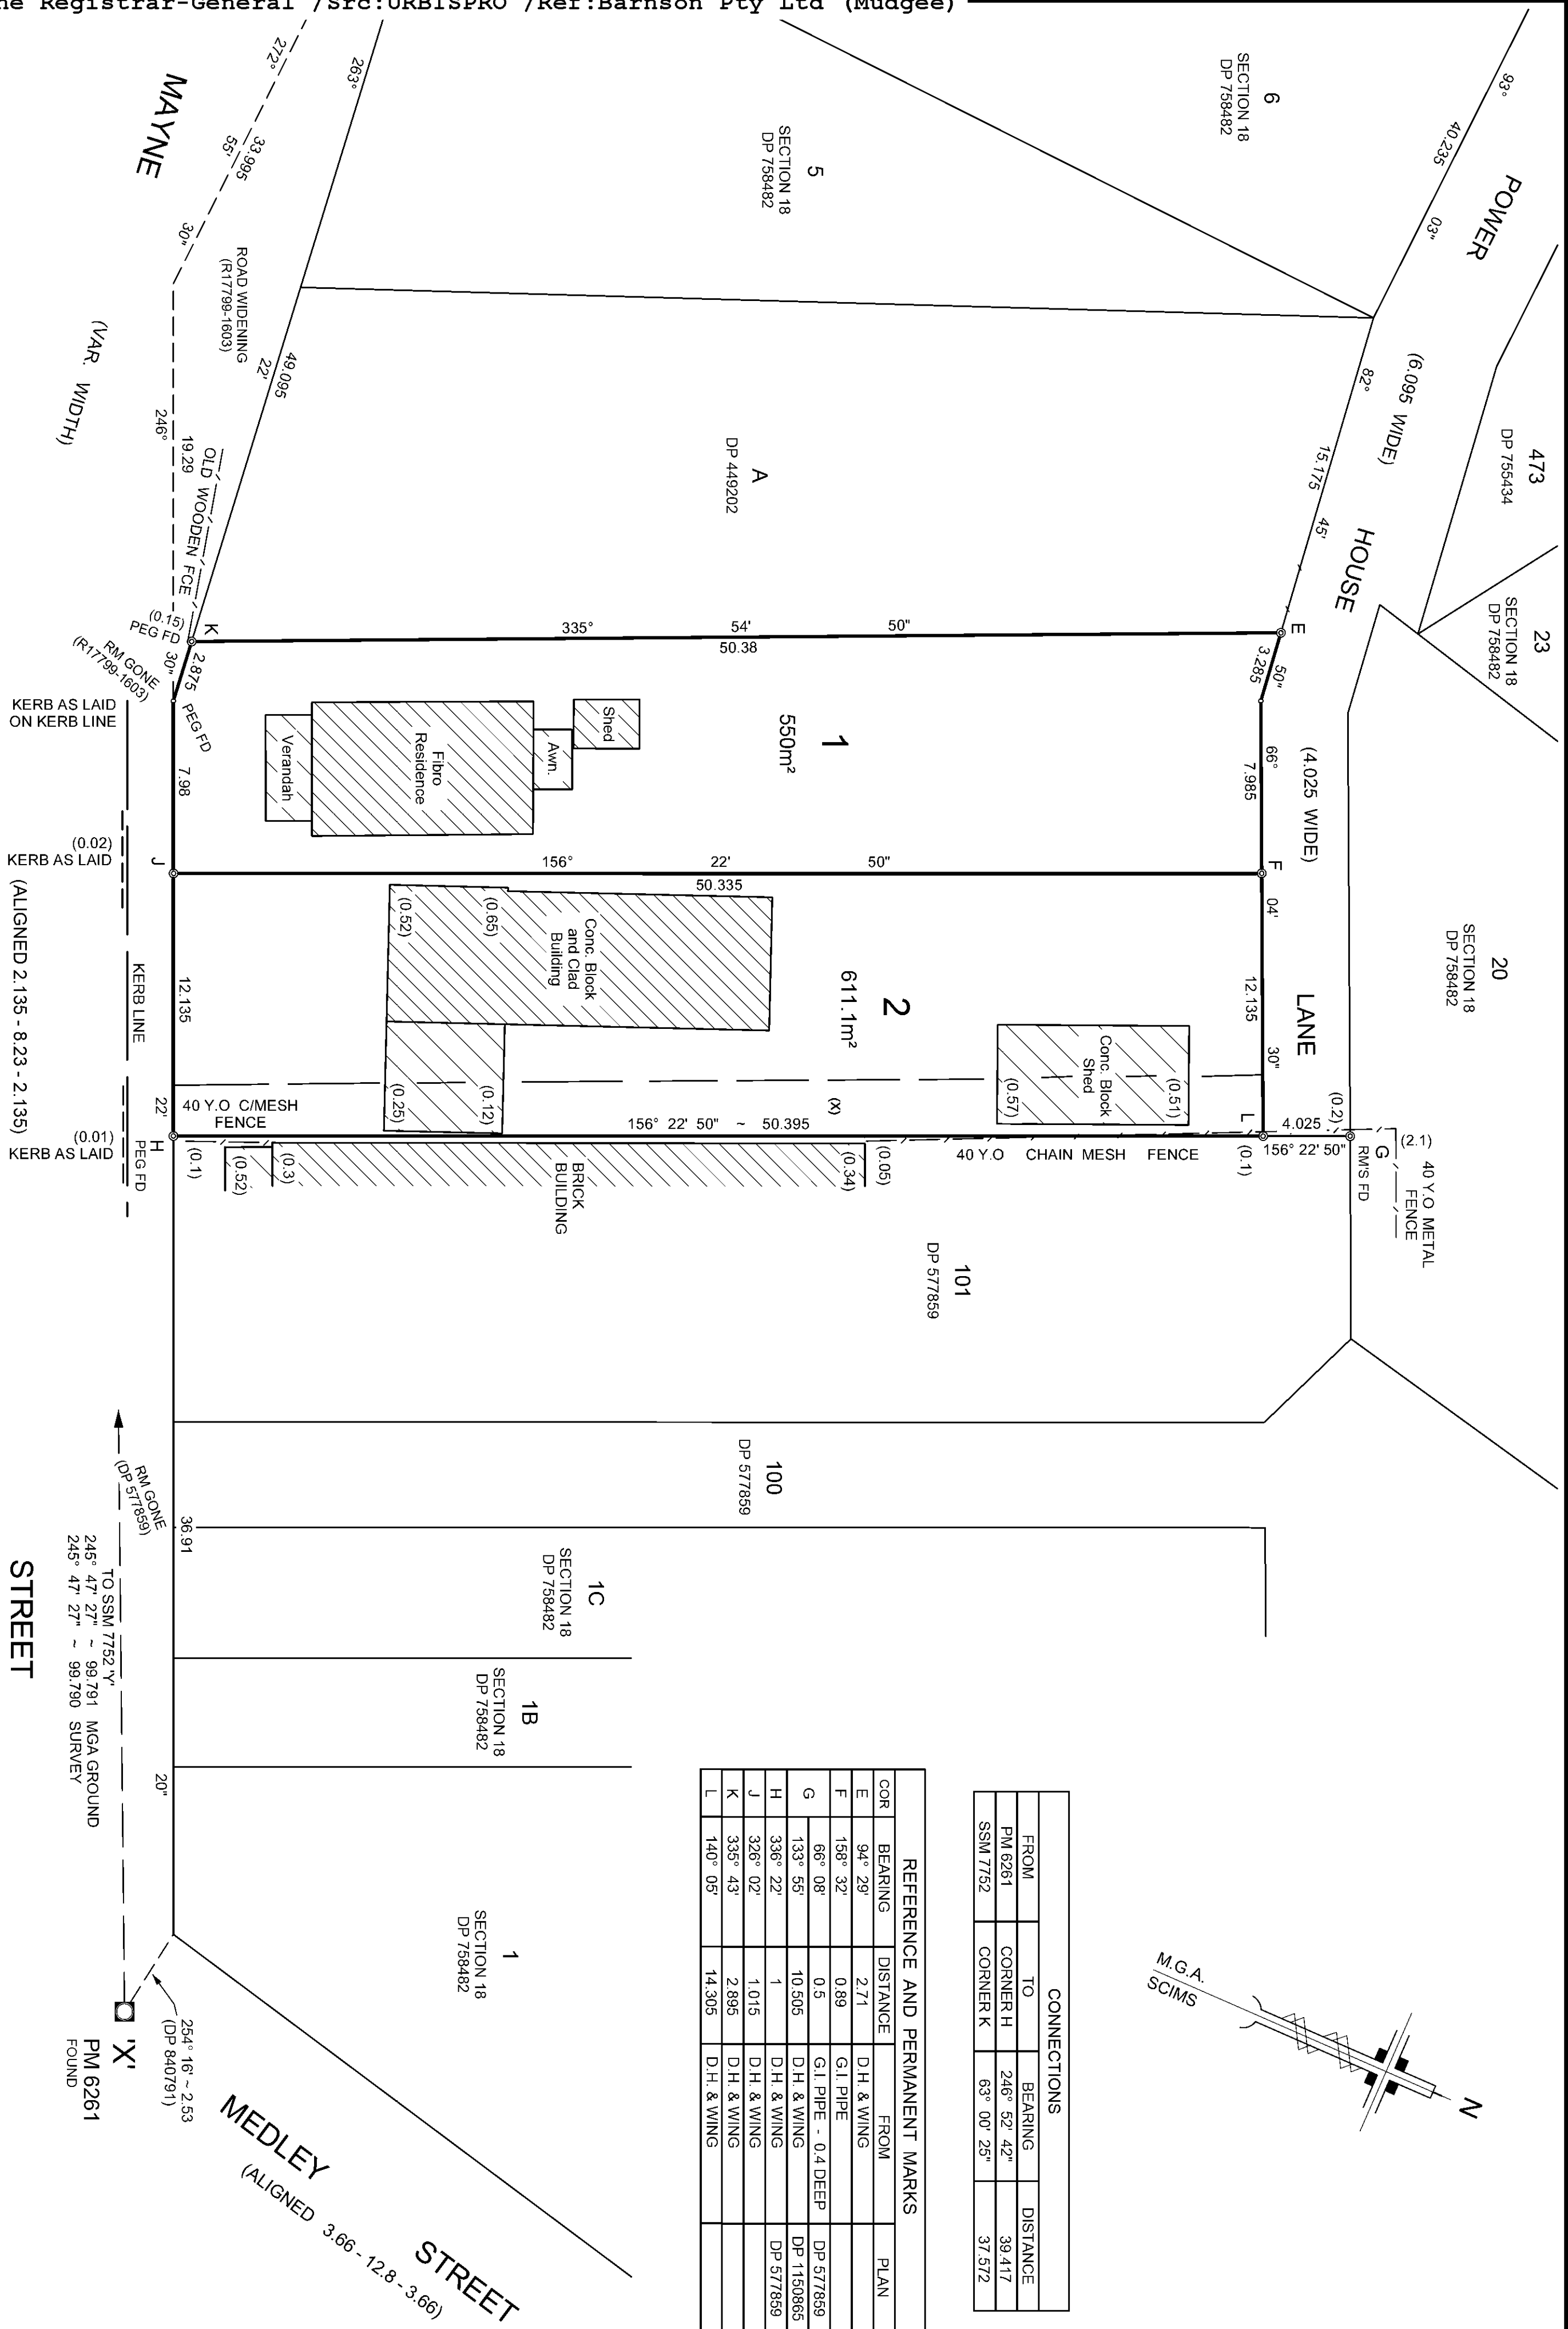 ne Registrar-General /Src:URBISPRO /Ref:Barnson Pty Ltd (Mudgee)
93°
40.235
03"
POWER
(6.095 WIDE)
82°
15.175
45'
HOUSE
3.285
50"
(4.025 WIDE)
66°
7.985
04'
12.135
30"
LANE
(0.2)
4.025
156° 22' 50"
G
RM'S FD
(2.1)
40 Y.O METAL
FENCE
473
DP 755434
23
SECTION 18
DP 758482
20
SECTION 18
DP 758482
6
SECTION 18
DP 758482
5
SECTION 18
DP 758482
A
DP 449202
272°
33.995
55'
30"
263°
49.095
22'
ROAD WIDENING
(R17799-1603)
MAYNE
(VAR. WIDTH)
246°
19.29
OLD WOODEN FCE
(0.15)
PEG FD
K
2.875
30"
RM GONE
(R17799-1603)
PEG FD
335° 54' 50"
50.38
E
1
550m²
Shed
Awn.
Fibro
Residence
Verandah
KERB AS LAID
ON KERB LINE
7.98
(0.02)
KERB AS LAID
J
156° 22' 50"
50.335
F
2
611.1m²
Conc. Block
and Clad
Building
(0.52)
(0.65)
(0.25)
(0.12)
Conc. Block
Shed
(0.57)
(0.51)
12.135
KERB LINE
(ALIGNED 2.135 - 8.23 - 2.135)
22'
(0.01)
KERB AS LAID
PEG FD
H
40 Y.O C/MESH
FENCE
156° 22' 50" ~ 50.395
(X)
L
(0.1)
(0.52)
(0.3)
BRICK
BUILDING
(0.34)
(0.05)
40 Y.O CHAIN MESH FENCE
(0.1)
101
DP 577859
100
DP 577859
1C
SECTION 18
DP 758482
1B
SECTION 18
DP 758482
1
SECTION 18
DP 758482
RM GONE
(DP 577859)
36.91
20"
TO SSM 7752 'Y'
245° 47' 27" ~ 99.791 MGA GROUND
245° 47' 27" ~ 99.790 SURVEY
STREET
254° 16' ~ 2.53
(DP 840791)
'X'
PM 6261
FOUND
MEDLEY STREET
(ALIGNED 3.66 - 12.8 - 3.66)
M.G.A.
SCIMS
N
CONNECTIONS
FROM TO BEARING DISTANCE
PM 6261 CORNER H 246° 52' 42" 39.417
SSM 7752 CORNER K 63° 00' 25" 37.572
REFERENCE AND PERMANENT MARKS
COR BEARING DISTANCE FROM PLAN
E 94° 29' 2.71 D.H. & WING
F 158° 32' 0.89 G.I. PIPE
G 66° 08' 0.5 G.I. PIPE - 0.4 DEEP DP 577859
133° 55' 10.505 D.H. & WING DP 1150865
H 336° 22' 1 D.H. & WING DP 577859
J 326° 02' 1.015 D.H. & WING
K 335° 43' 2.895 D.H. & WING
L 140° 05' 14.305 D.H. & WING